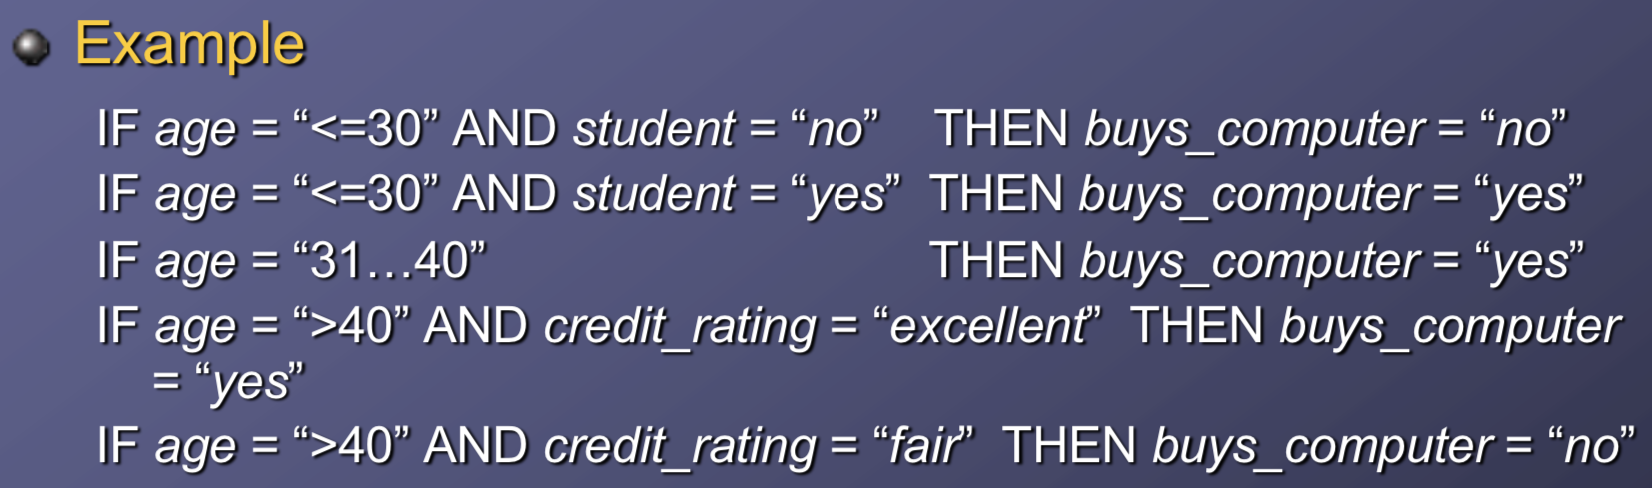 Example
IF age = “<=30” AND student = “no” THEN buys_computer = “no”
IF age = “<=30” AND student = “yes” THEN buys_computer = “yes”
IF age = “31…40” THEN buys_computer = “yes”
IF age = “>40” AND credit_rating = “excellent” THEN buys_computer
= “yes”
IF age = “>40” AND credit_rating = “fair” THEN buys_computer = “no”